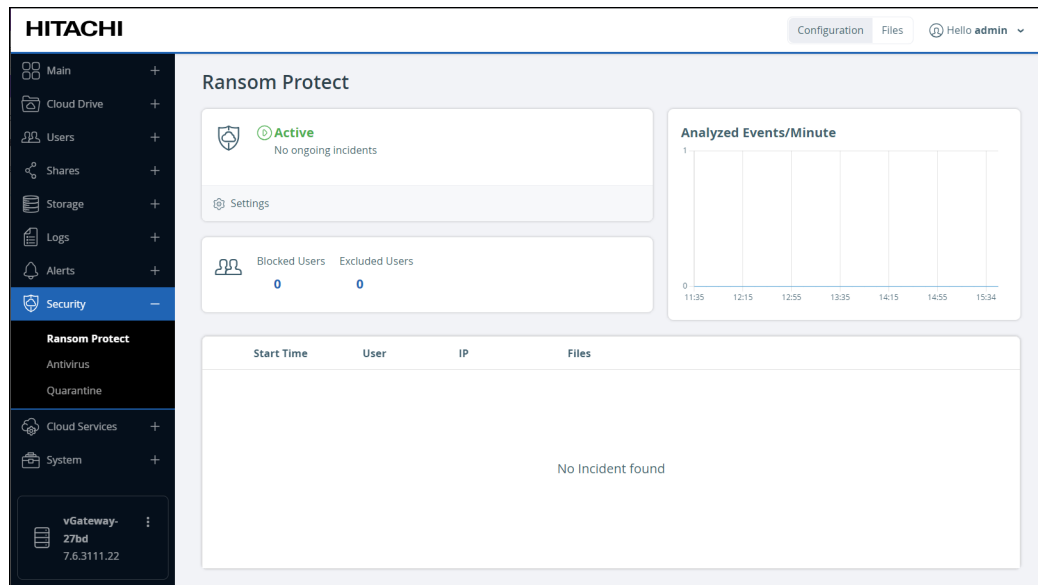 HITACHI
Configuration Files Hello admin
Main
Cloud Drive
Users
Shares
Storage
Logs
Alerts
Security
Ransom Protect
Antivirus
Quarantine
Cloud Services
System
vGateway-
27bd
7.6.3111.22
Ransom Protect
Active
No ongoing incidents
Settings
Blocked Users Excluded Users
0 0
Analyzed Events/Minute
1
0
11:35 12:15 12:55 13:35 14:15 14:55 15:34
Start Time User IP Files
No Incident found